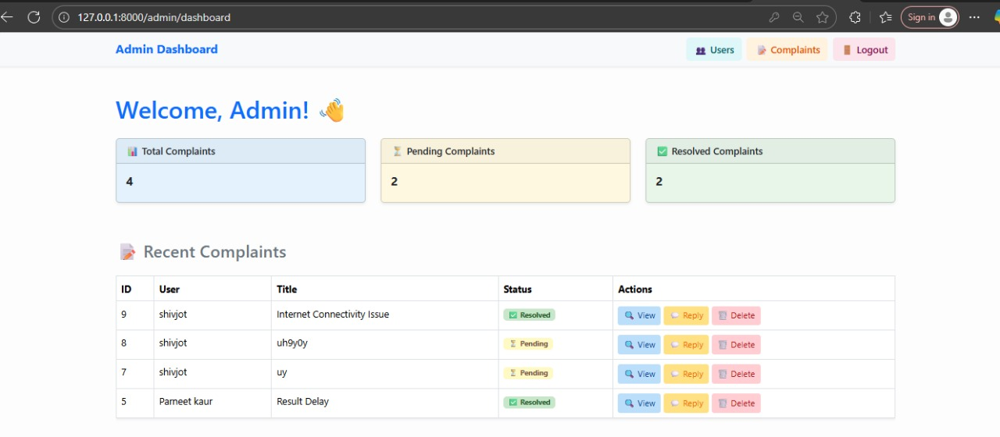 127.0.0.1:8000/admin/dashboard Sign in
Admin Dashboard Users Complaints Logout
Welcome, Admin! 👋
📊 Total Complaints
4
⏳ Pending Complaints
2
✅ Resolved Complaints
2
📝 Recent Complaints
ID User Title Status Actions
9 shivjot Internet Connectivity Issue ✅ Resolved 🔍 View 💬 Reply 🗑️ Delete
8 shivjot uh9y0y ⏳ Pending 🔍 View 💬 Reply 🗑️ Delete
7 shivjot uy ⏳ Pending 🔍 View 💬 Reply 🗑️ Delete
5 Parneet kaur Result Delay ✅ Resolved 🔍 View 💬 Reply 🗑️ Delete